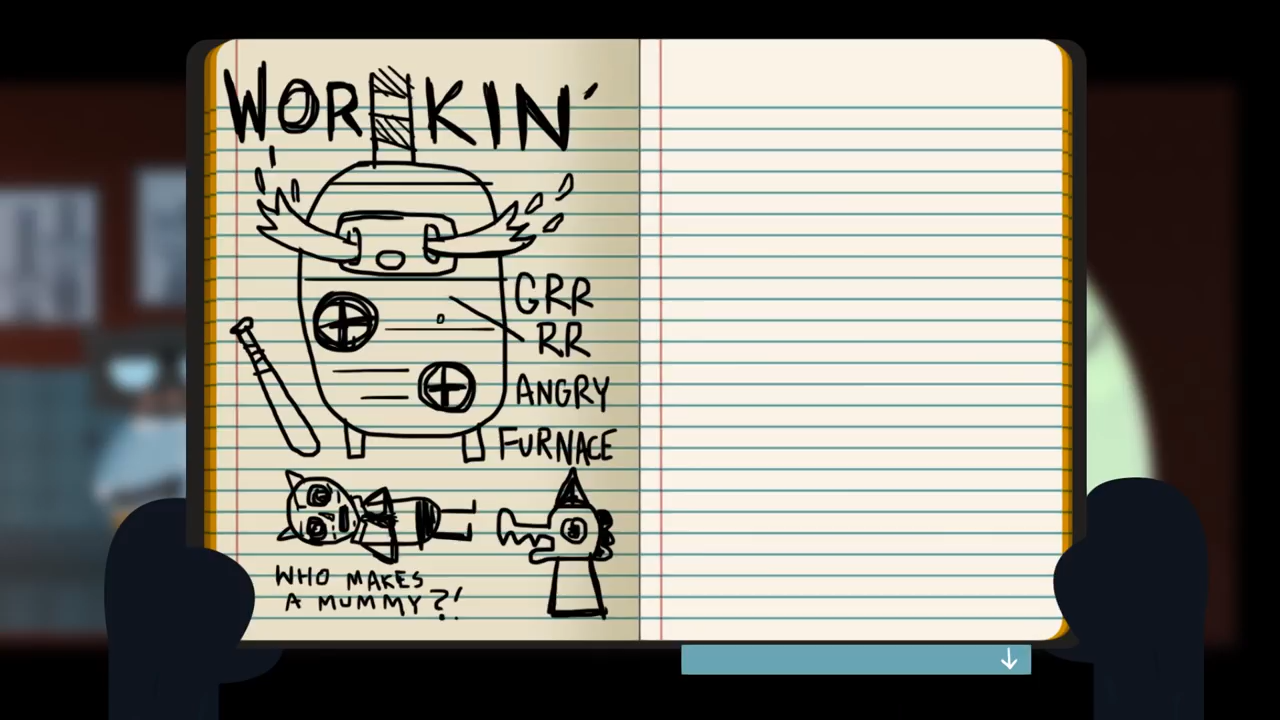 WORKIN'
GRR
RR
ANGRY
FURNACE
WHO MAKES
A MUMMY?!